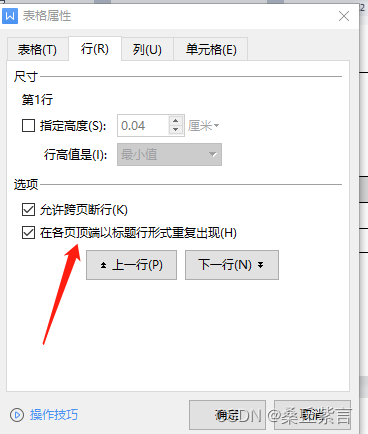 表格属性
表格(T) 行(R) 列(U) 单元格(E)
尺寸
第1行
指定高度(S): 0.04 厘米
行高值是(I): 最小值
选项
允许跨页断行(K)
在各页顶端以标题行形式重复出现(H)
上一行(P) 下一行(N)
操作技巧 确定 取消
CSDN @桑亚紫言